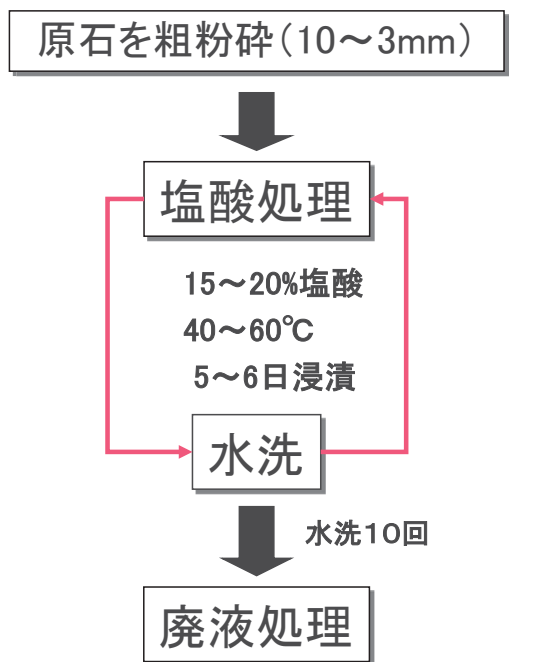 原石を粗粉砕（10～3mm）
塩酸処理
15～20%塩酸
40～60℃
5～6日浸漬
水洗
水洗１０回
廃液処理